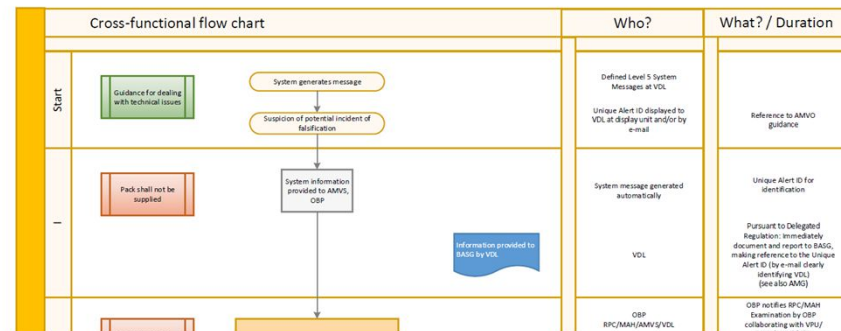 Cross-functional flow chart
Who?
What? / Duration
Start
Guidance for dealing
with technical issues
System generates message
Suspicion of potential incident of
falsification
Defined Level 5 System
Messages at VDL
Unique Alert ID displayed to
VDL at display unit and/or by
e-mail
Reference to AMVO
guidance
I
Pack shall not be
supplied
System information
provided to AMVS,
OBP
Information provided to
BASG by VDL
System message generated
automatically
VDL
Unique Alert ID for
identification
Pursuant to Delegated
Regulation: Immediately
document and report to BASG,
making reference to the Unique
Alert ID (by e-mail clearly
identifying VDL)
(see also AMG)
OBP
RPC/MAH/AMVS/VDL
OBP notifies RPC/MAH
Examination by OBP
collaborating with VPU/